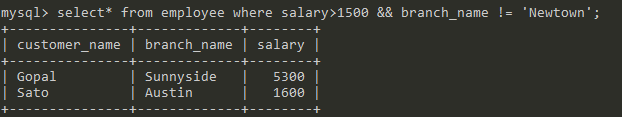 mysql> select* from employee where salary>1500 && branch_name != 'Newtown';
+---------------+-------------+--------+
| customer_name | branch_name | salary |
+---------------+-------------+--------+
| Gopal         | Sunnyside   |   5300 |
| Sato          | Austin      |   1600 |
+---------------+-------------+--------+